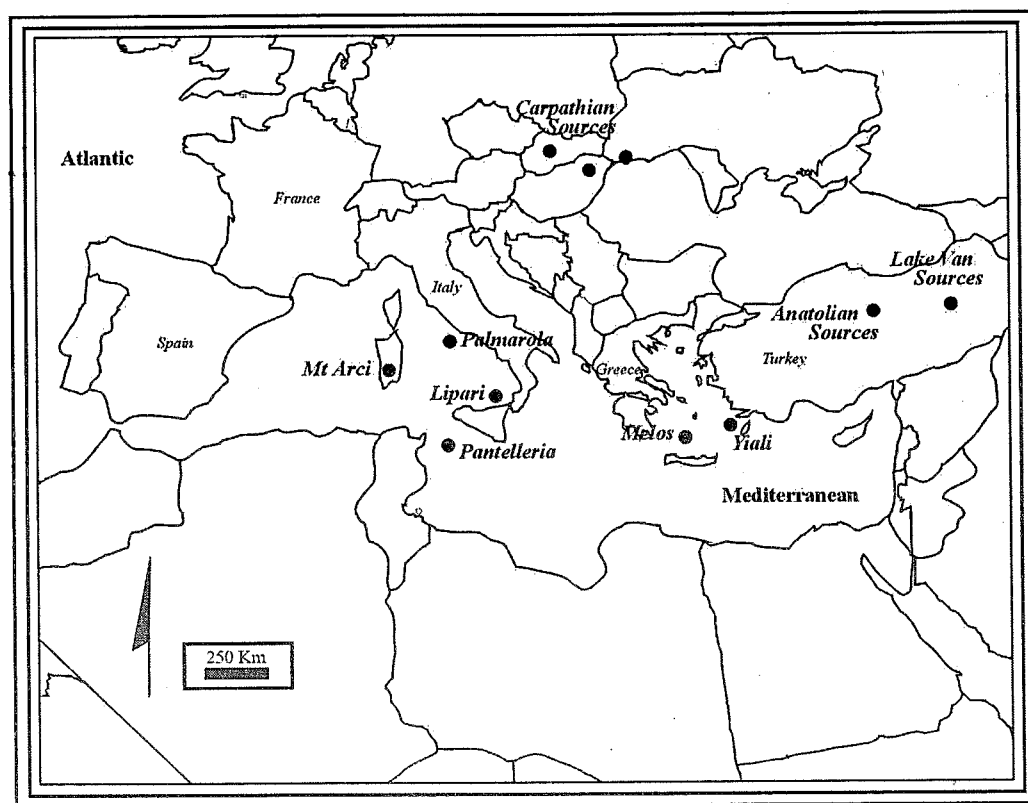 Carpathian
Sources
Atlantic
France
Lake Van
Sources
Italy
Anatolian
Sources
Spain
Palmarola
Turkey
Mt Arci
Greece
Lipari
Melos
Yiali
Pantelleria
Mediterranean
250 Km